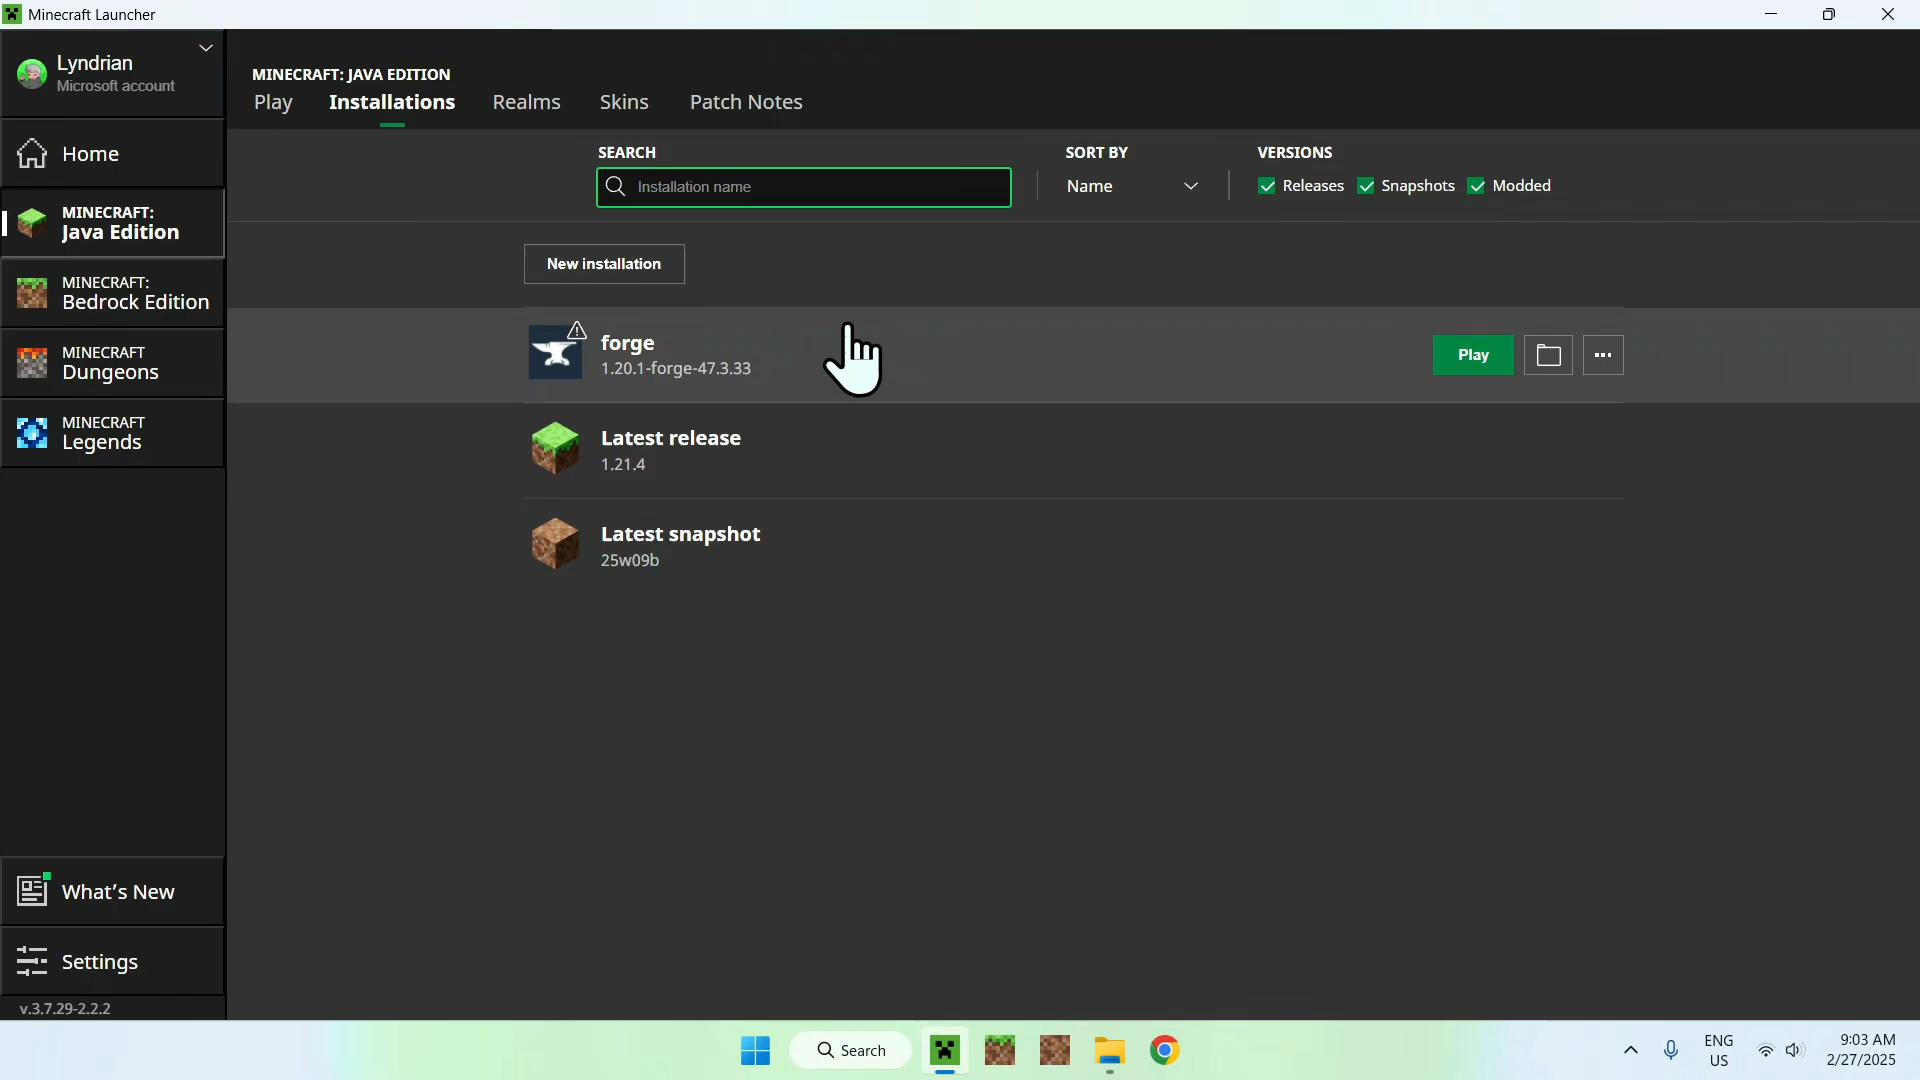 Minecraft Launcher
Lyndrian
Microsoft account
Home
MINECRAFT:
Java Edition
MINECRAFT:
Bedrock Edition
MINECRAFT
Dungeons
MINECRAFT
Legends
What's New
Settings
v.3.7.29-2.2.2
MINECRAFT: JAVA EDITION
Play Installations Realms Skins Patch Notes
SEARCH SORT BY VERSIONS
Installation name Name Releases Snapshots Modded
New installation
forge
1.20.1-forge-47.3.33
Play
Latest release
1.21.4
Latest snapshot
25w09b
Search
ENG
US
9:03 AM
2/27/2025